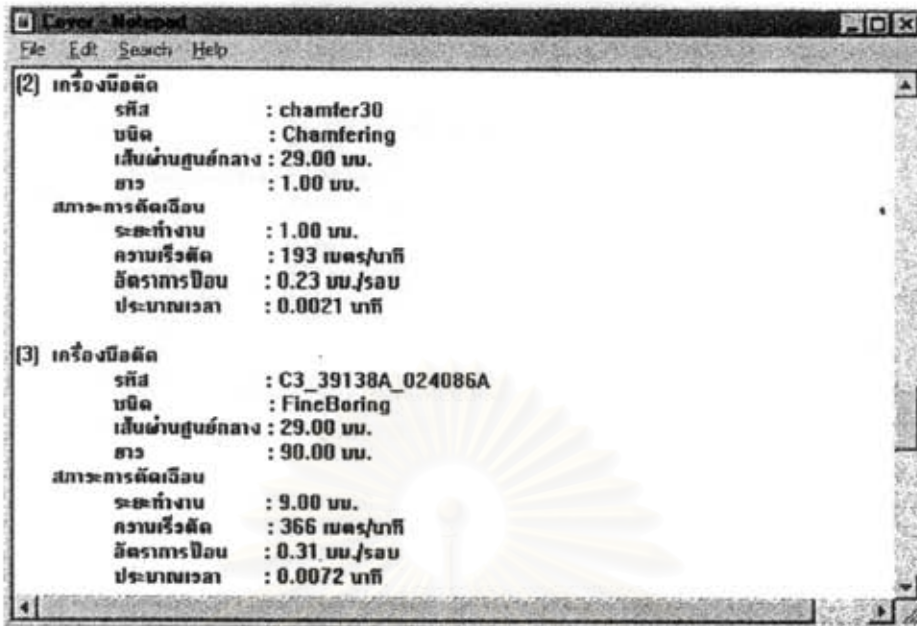 Cover - Notepad
File Edit Search Help
(2) เครื่องมือตัด
รหัส : chamfer30
ชนิด : Chamfering
เส้นผ่านศูนย์กลาง : 29.00 มม.
ยาว : 1.00 มม.
สภาวะการตัดเฉือน
ระยะทำงาน : 1.00 มม.
ความเร็วตัด : 193 เมตร/นาที
อัตราการป้อน : 0.23 มม./รอบ
ประมาณเวลา : 0.0021 นาที
(3) เครื่องมือตัด
รหัส : C3_39138A_024086A
ชนิด : FineBoring
เส้นผ่านศูนย์กลาง : 29.00 มม.
ยาว : 90.00 มม.
สภาวะการตัดเฉือน
ระยะทำงาน : 9.00 มม.
ความเร็วตัด : 366 เมตร/นาที
อัตราการป้อน : 0.31 มม./รอบ
ประมาณเวลา : 0.0072 นาที